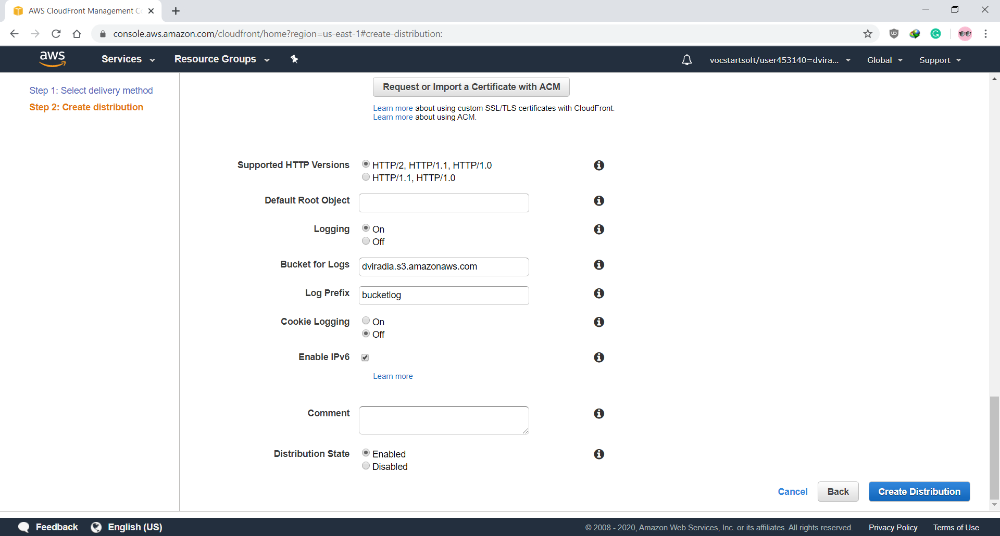 AWS CloudFront Management Co
console.aws.amazon.com/cloudfront/home?region=us-east-1#create-distribution:
aws
Services
Resource Groups
vocstartsoft/user453140=dvira...
Global
Support
Step 1: Select delivery method
Step 2: Create distribution
Request or Import a Certificate with ACM
Learn more about using custom SSL/TLS certificates with CloudFront.
Learn more about using ACM.
Supported HTTP Versions
HTTP/2, HTTP/1.1, HTTP/1.0
HTTP/1.1, HTTP/1.0
Default Root Object
Logging
On
Off
Bucket for Logs
dviradia.s3.amazonaws.com
Log Prefix
bucketlog
Cookie Logging
On
Off
Enable IPv6
Learn more
Comment
Distribution State
Enabled
Disabled
Cancel
Back
Create Distribution
Feedback
English (US)
© 2008 - 2020, Amazon Web Services, Inc. or its affiliates. All rights reserved.
Privacy Policy
Terms of Use